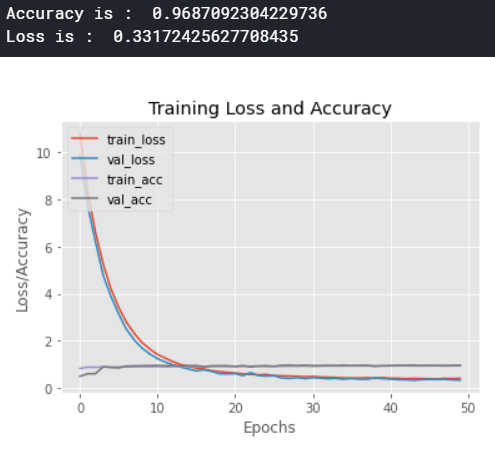 Accuracy is :  0.9687092304229736
Loss is :  0.33172425627708435
Training Loss and Accuracy
train_loss
val_loss
train_acc
val_acc
Loss/Accuracy
10
8
6
4
2
0
0 10 20 30 40 50
Epochs